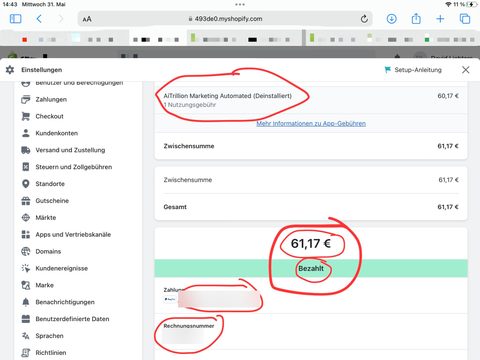 14:43 Mittwoch 31. Mai
11 %
AA
493de0.myshopify.com
Einstellungen
Setup-Anleitung
Benutzer und Berechtigungen
Zahlungen
Checkout
Kundenkonten
Versand und Zustellung
Steuern und Zollgebühren
Standorte
Gutscheine
Märkte
Apps und Vertriebskanäle
Domains
Kundenereignisse
Marke
Benachrichtigungen
Benutzerdefinierte Daten
Sprachen
Richtlinien
AiTrillion Marketing Automated (Deinstalliert)
60,17 €
1 Nutzungsgebühr
Mehr Informationen zu App-Gebühren
Zwischensumme
61,17 €
Zwischensumme
61,17 €
Gesamt
61,17 €
61,17 €
Bezahlt
Rechnungsnummer